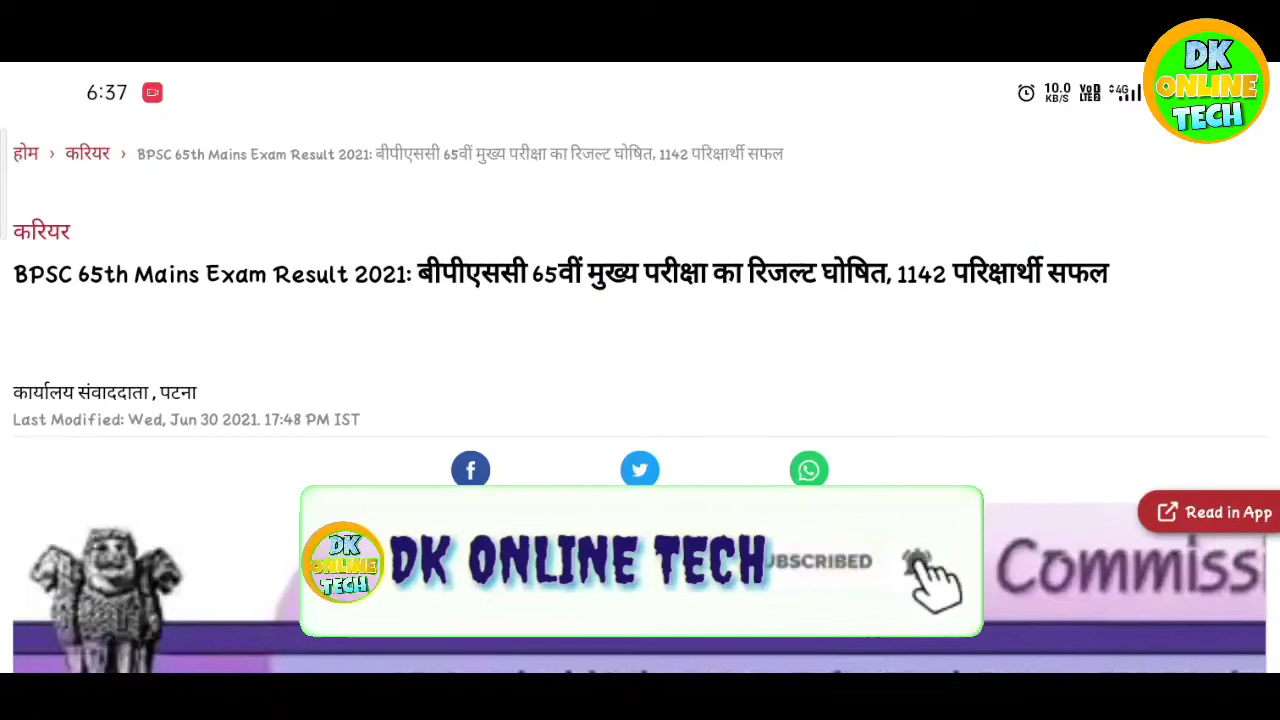 DK
ONLINE
TECH
6:37
10.0
KB/S
VoD
LTE
4G
होम › करियर › BPSC 65th Mains Exam Result 2021: बीपीएससी 65वीं मुख्य परीक्षा का रिजल्ट घोषित, 1142 परिक्षार्थी सफल
करियर
BPSC 65th Mains Exam Result 2021: बीपीएससी 65वीं मुख्य परीक्षा का रिजल्ट घोषित, 1142 परिक्षार्थी सफल
कार्यालय संवाददाता , पटना
Last Modified: Wed, Jun 30 2021. 17:48 PM IST
Read in App
DK
ONLINE
TECH
DK ONLINE TECH UBSCRIBED
Commiss